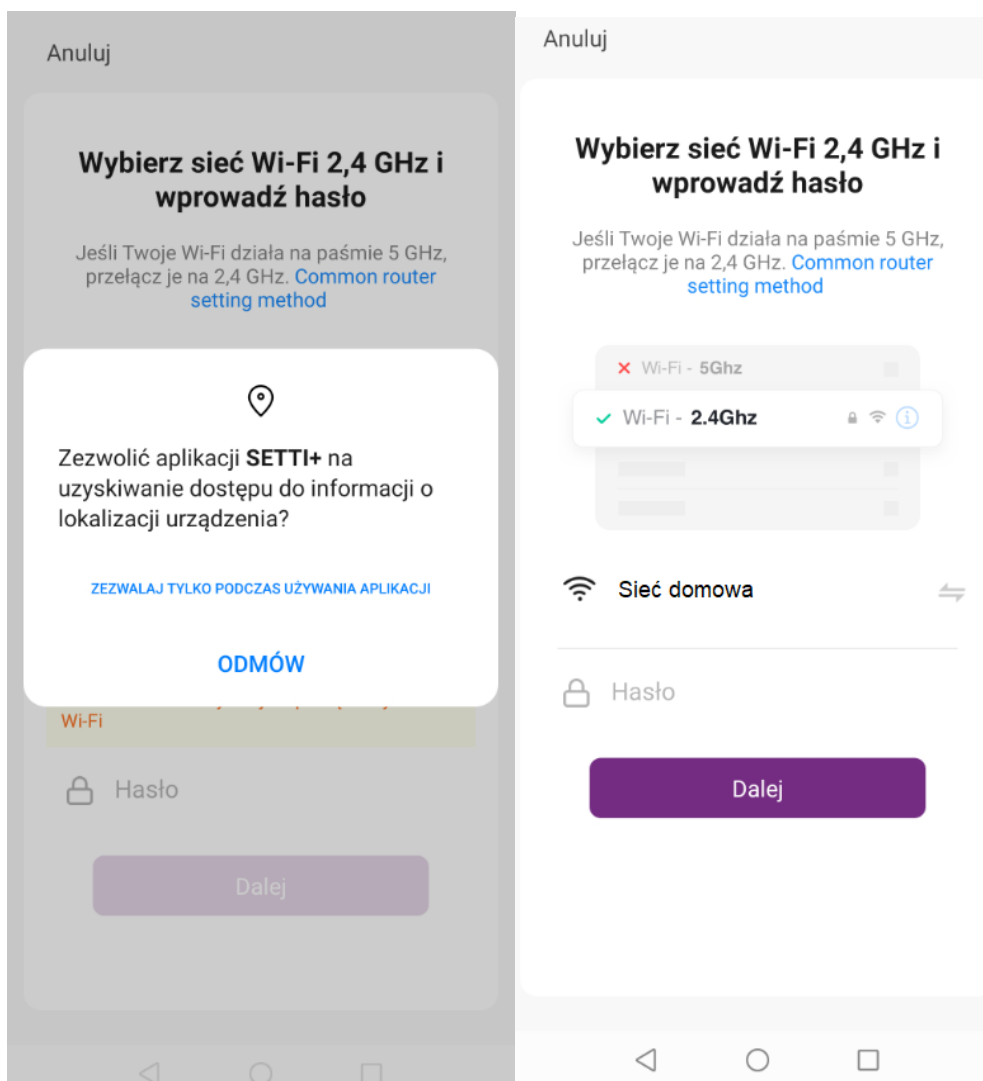 Anuluj
Wybierz sieć Wi-Fi 2,4 GHz i
wprowadź hasło
Jeśli Twoje Wi-Fi działa na paśmie 5 GHz,
przełącz je na 2,4 GHz. Common router
setting method
Zezwolić aplikacji SETTI+ na
uzyskiwanie dostępu do informacji o
lokalizacji urządzenia?
ZEZWALAJ TYLKO PODCZAS UŻYWANIA APLIKACJI
ODMÓW
Wi-Fi
Hasło
Dalej
Anuluj
Wybierz sieć Wi-Fi 2,4 GHz i
wprowadź hasło
Jeśli Twoje Wi-Fi działa na paśmie 5 GHz,
przełącz je na 2,4 GHz. Common router
setting method
Wi-Fi - 5Ghz
Wi-Fi - 2.4Ghz
Sieć domowa
Hasło
Dalej